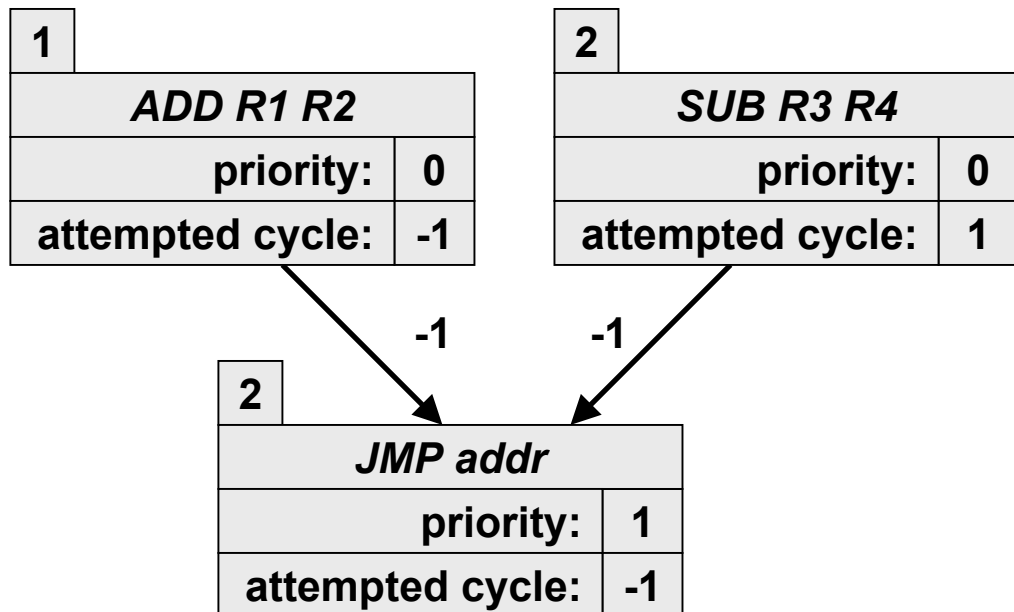 1
2
ADD R1 R2
SUB R3 R4
priority: 0
priority: 0
attempted cycle: -1
attempted cycle: 1
-1
-1
2
JMP addr
priority: 1
attempted cycle: -1